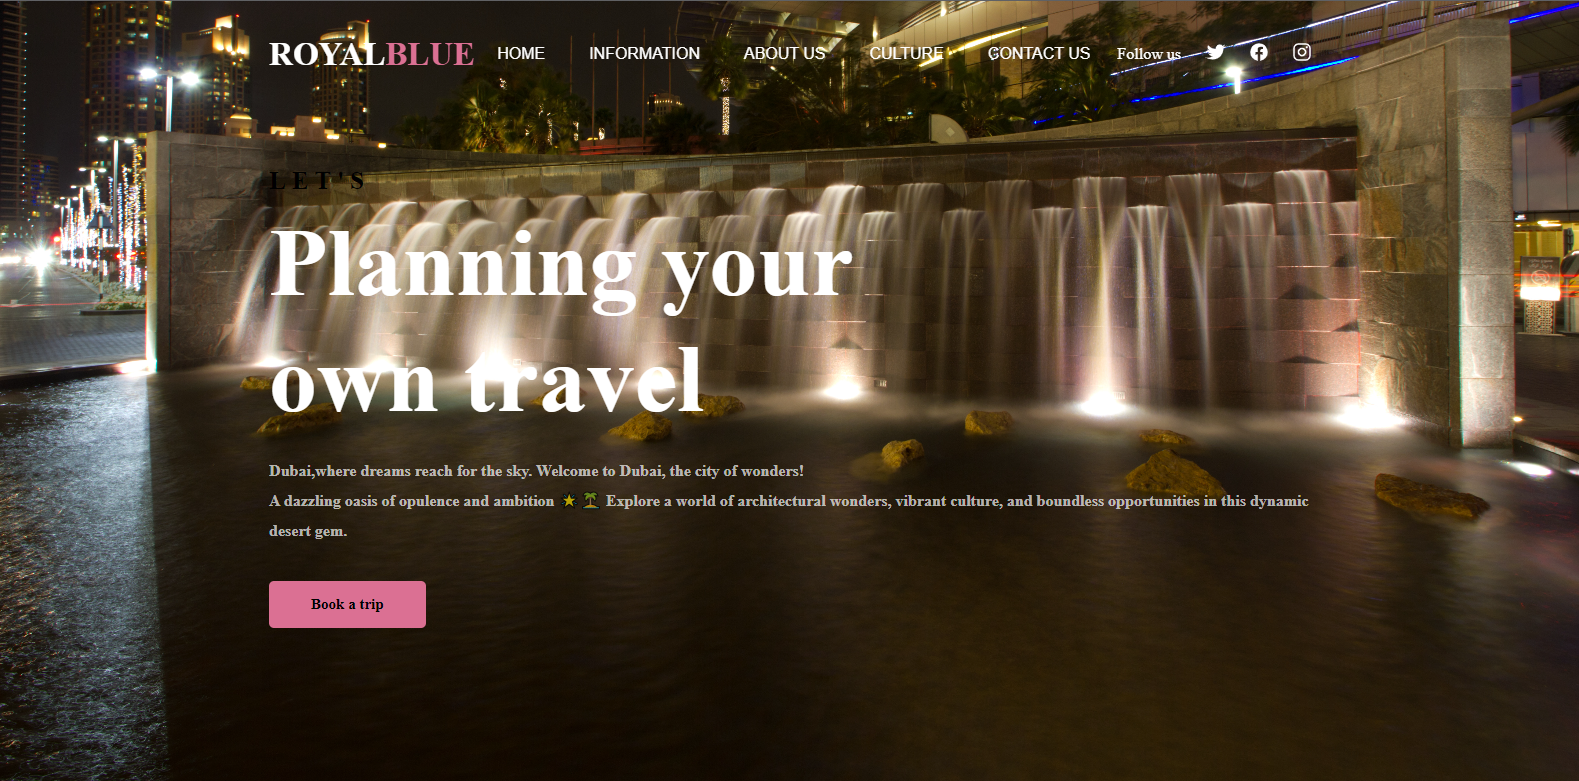 ROYALBLUE HOME INFORMATION ABOUT US CULTURE CONTACT US Follow us
LET'S
Planning your
own travel
Dubai,where dreams reach for the sky. Welcome to Dubai, the city of wonders!
A dazzling oasis of opulence and ambition 🌟🏝️ Explore a world of architectural wonders, vibrant culture, and boundless opportunities in this dynamic
desert gem.
Book a trip